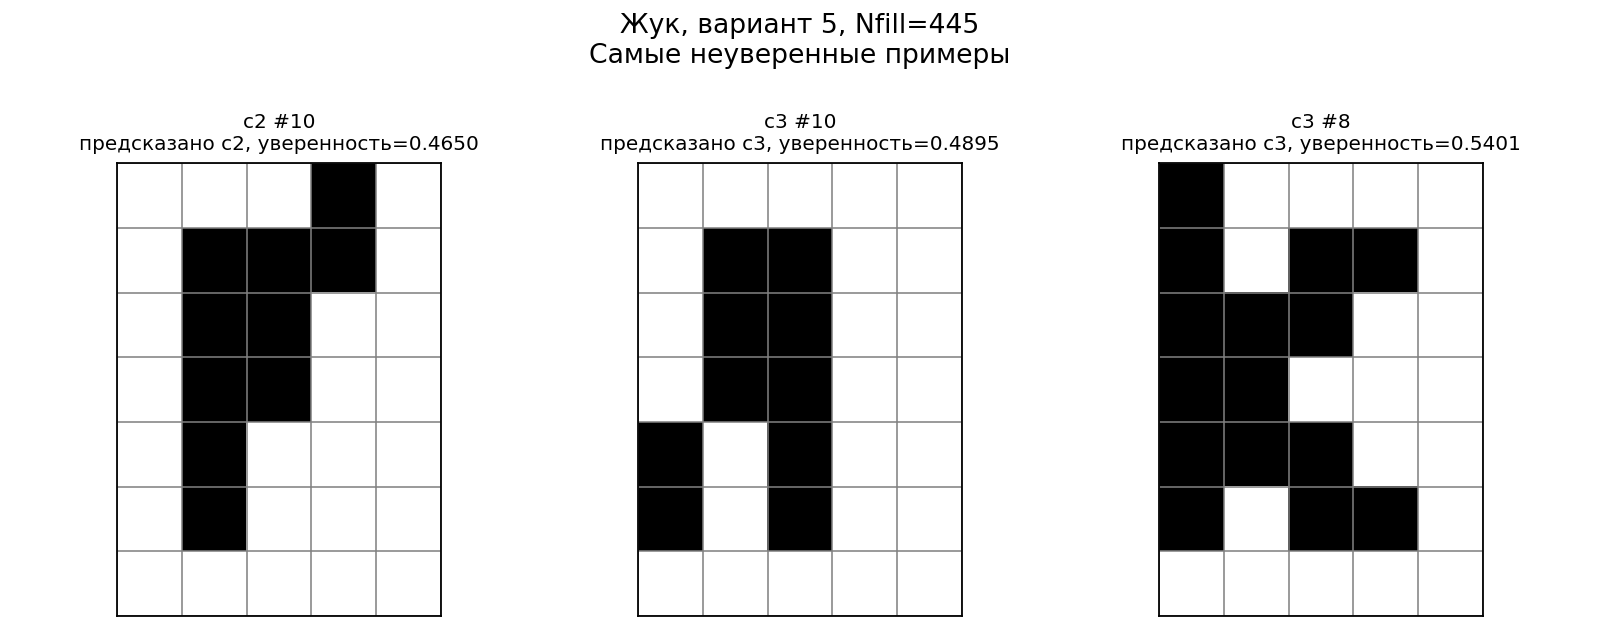 Жук, вариант 5, Nfill=445
Самые неуверенные примеры
c2 #10
предсказано c2, уверенность=0.4650
c3 #10
предсказано c3, уверенность=0.4895
c3 #8
предсказано c3, уверенность=0.5401